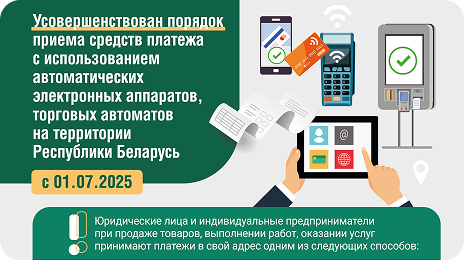 Усовершенствован порядок
приема средств платежа
с использованием
автоматических
электронных аппаратов,
торговых автоматов
на территории
Республики Беларусь
с 01.07.2025
Юридические лица и индивидуальные предприниматели
при продаже товаров, выполнении работ, оказании услуг
принимают платежи в свой адрес одним из следующих способов: